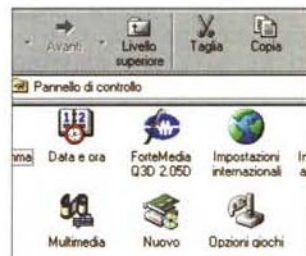 Avanti
Livello superiore
Taglia
Copia
Pannello di controllo
12
Data e ora
ForteMedia Q3D 2.05D
Impostazioni internazionali
Multimedia
Nuovo
Opzioni giochi